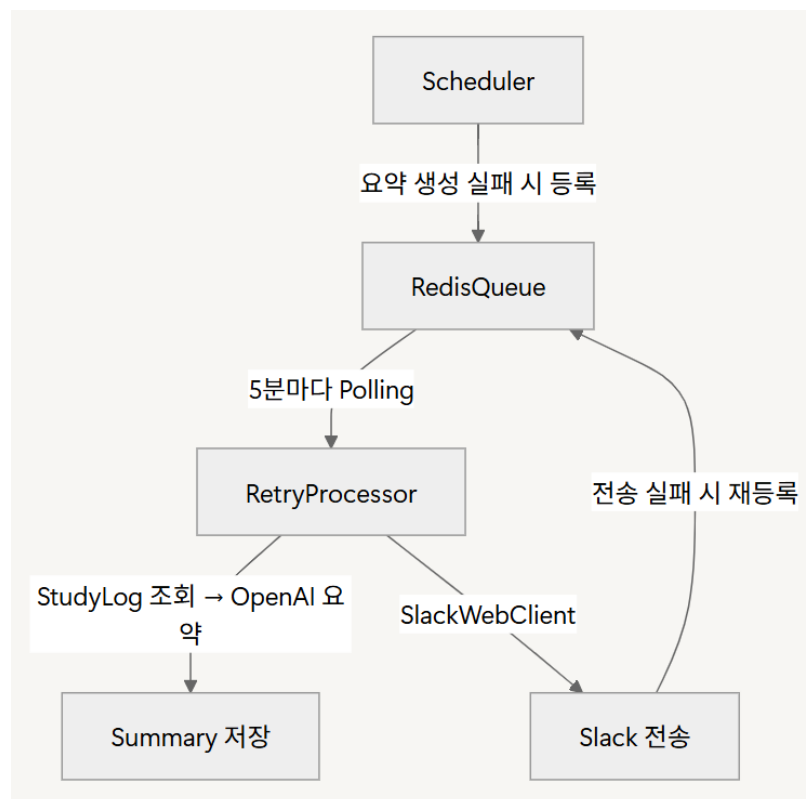 Scheduler
요약 생성 실패 시 등록
RedisQueue
5분마다 Polling
RetryProcessor
전송 실패 시 재등록
StudyLog 조회 → OpenAI 요
약
SlackWebClient
Summary 저장
Slack 전송